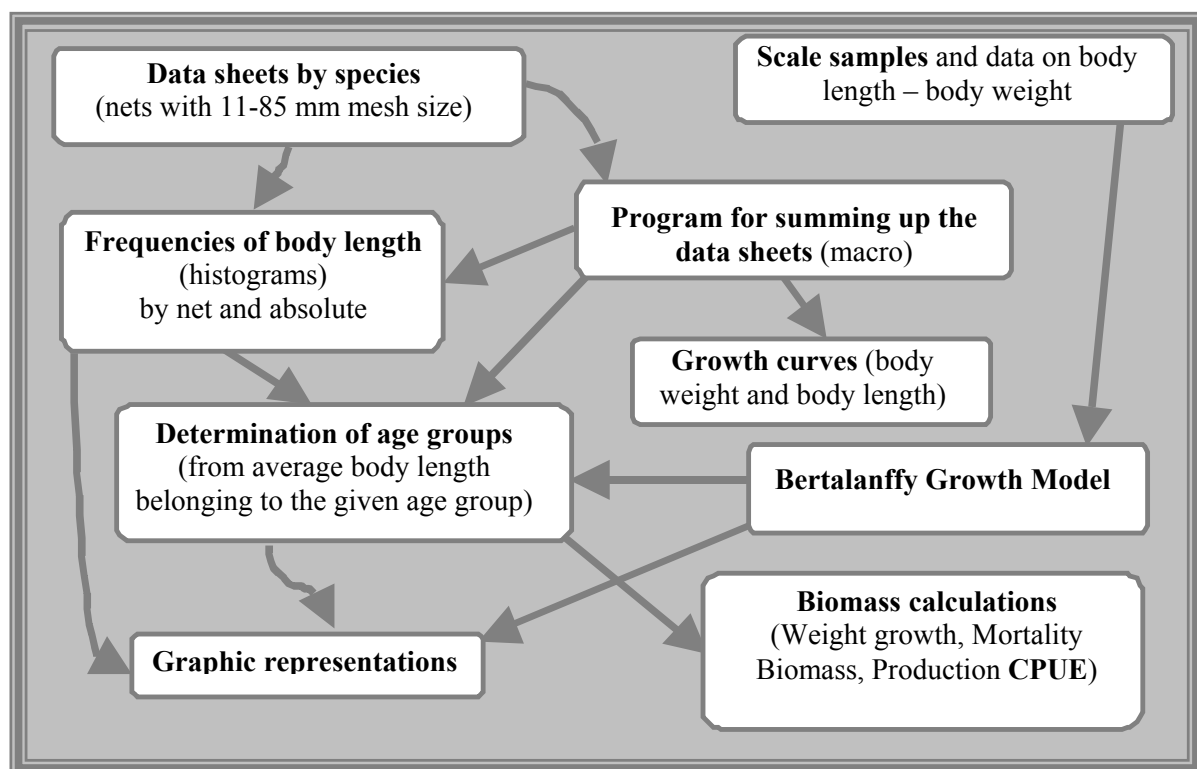 Data sheets by species
(nets with 11-85 mm mesh size)
Scale samples and data on body
length – body weight
Frequencies of body length
(histograms)
by net and absolute
Program for summing up the
data sheets (macro)
Growth curves (body
weight and body length)
Determination of age groups
(from average body length
belonging to the given age group)
Bertalanffy Growth Model
Biomass calculations
(Weight growth, Mortality
Biomass, Production CPUE)
Graphic representations